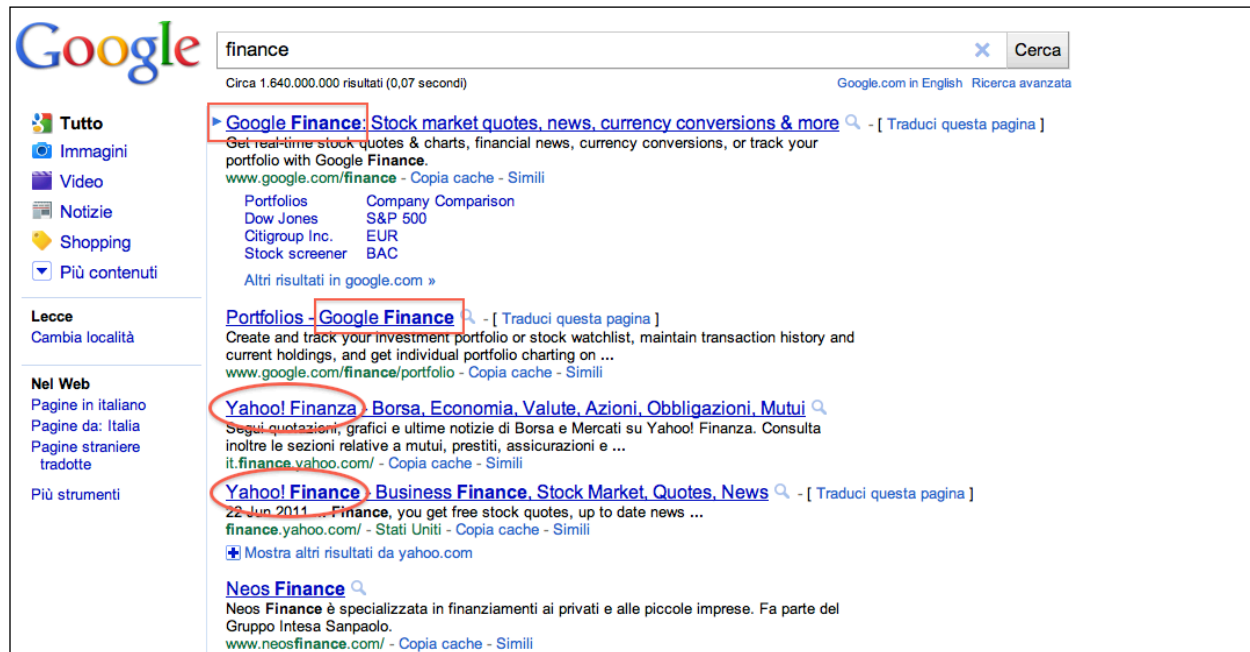 Google
finance
Cerca
Circa 1.640.000.000 risultati (0,07 secondi)
Google.com in English Ricerca avanzata
Tutto
Immagini
Video
Notizie
Shopping
Più contenuti
Lecce
Cambia località
Nel Web
Pagine in italiano
Pagine da: Italia
Pagine straniere
tradotte
Più strumenti
Google Finance: Stock market quotes, news, currency conversions & more - [ Traduci questa pagina ]
Get real-time stock quotes & charts, financial news, currency conversions, or track your
portfolio with Google Finance.
www.google.com/finance - Copia cache - Simili
Portfolios Company Comparison
Dow Jones S&P 500
Citigroup Inc. EUR
Stock screener BAC
Altri risultati in google.com »
Portfolios - Google Finance - [ Traduci questa pagina ]
Create and track your investment portfolio or stock watchlist, maintain transaction history and
current holdings, and get individual portfolio charting on ...
www.google.com/finance/portfolio - Copia cache - Simili
Yahoo! Finanza - Borsa, Economia, Valute, Azioni, Obbligazioni, Mutui
Segui quotazioni, grafici e ultime notizie di Borsa e Mercati su Yahoo! Finanza. Consulta
inoltre le sezioni relative a mutui, prestiti, assicurazioni e ...
it.finance.yahoo.com/ - Copia cache - Simili
Yahoo! Finance - Business Finance, Stock Market, Quotes, News - [ Traduci questa pagina ]
22 Jun 2011 ... Finance, you get free stock quotes, up to date news ...
finance.yahoo.com/ - Stati Uniti - Copia cache - Simili
Mostra altri risultati da yahoo.com
Neos Finance
Neos Finance è specializzata in finanziamenti ai privati e alle piccole imprese. Fa parte del
Gruppo Intesa Sanpaolo.
www.neosfinance.com/ - Copia cache - Simili